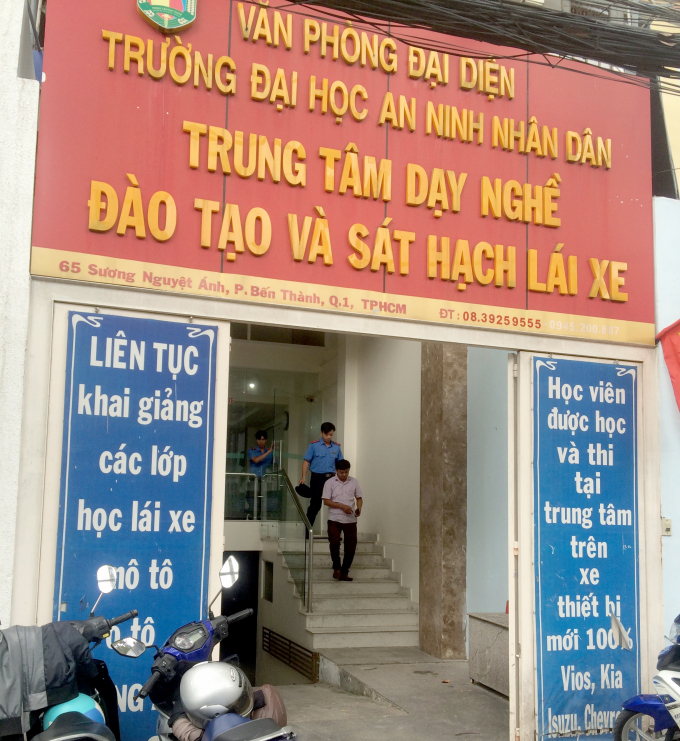 VĂN PHÒNG ĐẠI DIỆN
TRƯỜNG ĐẠI HỌC AN NINH NHÂN DÂN
TRUNG TÂM DẠY NGHỀ
ĐÀO TẠO VÀ SÁT HẠCH LÁI XE
65 Sương Nguyệt Ánh, P.Bến Thành, Q.1, TPHCM ĐT : 08.39259555
LIÊN TỤC
khai giảng
các lớp
học lái xe
mô tô
ô tô
Học viên
được học
và thi
tại
trung tâm
trên
xe
thiết bị
mới 100%
Vios, Kia
Isuzu,